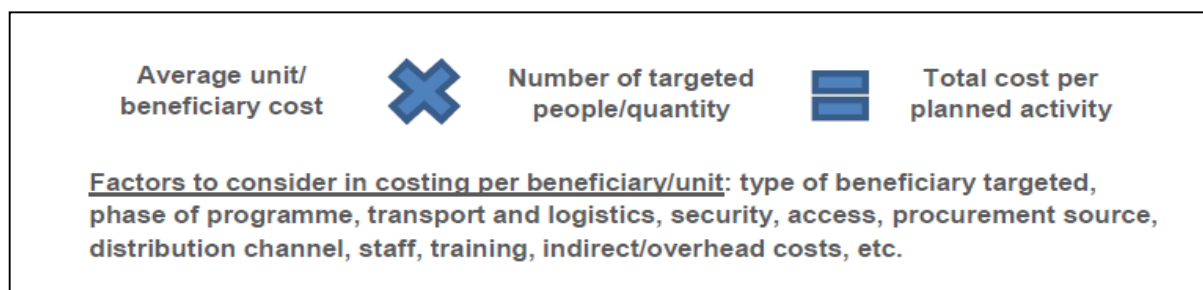 Average unit/
beneficiary cost
Number of targeted
people/quantity
Total cost per
planned activity
Factors to consider in costing per beneficiary/unit: type of beneficiary targeted,
phase of programme, transport and logistics, security, access, procurement source,
distribution channel, staff, training, indirect/overhead costs, etc.